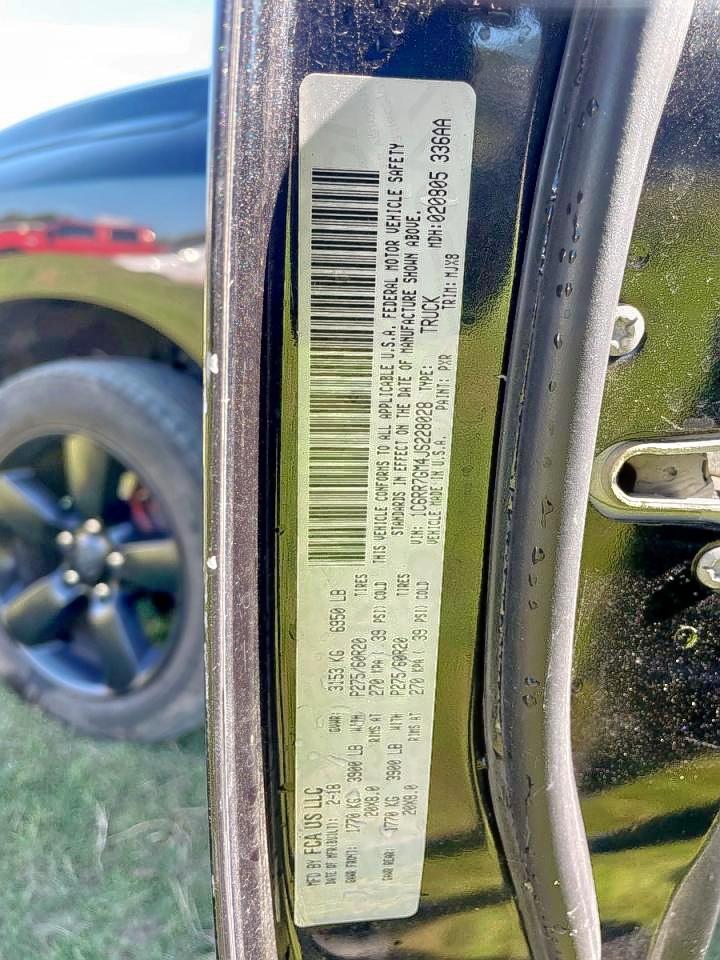 MFD BY FCA US LLC
DATE OF MFR(BUILT): 2-18 GVWR: 3153 KG 6950 LB
GAWR FRONT: 1770 KG 3900 LB WITH P275/60R20 TIRES
20X8.0 RIMS AT 270 KPA( 39 PSI) COLD
GAWR REAR: 1770 KG 3900 LB WITH P275/60R20 TIRES
20X8.0 RIMS AT 270 KPA( 39 PSI) COLD
THIS VEHICLE CONFORMS TO ALL APPLICABLE U.S.A. FEDERAL MOTOR VEHICLE SAFETY
STANDARDS IN EFFECT ON THE DATE OF MANUFACTURE SHOWN ABOVE.
VIN: 1C6RR7GM4JS228028 TYPE: TRUCK MDH:020905 336AA
VEHICLE MADE IN U.S.A. PAINT: PXR TRIM: MJX8